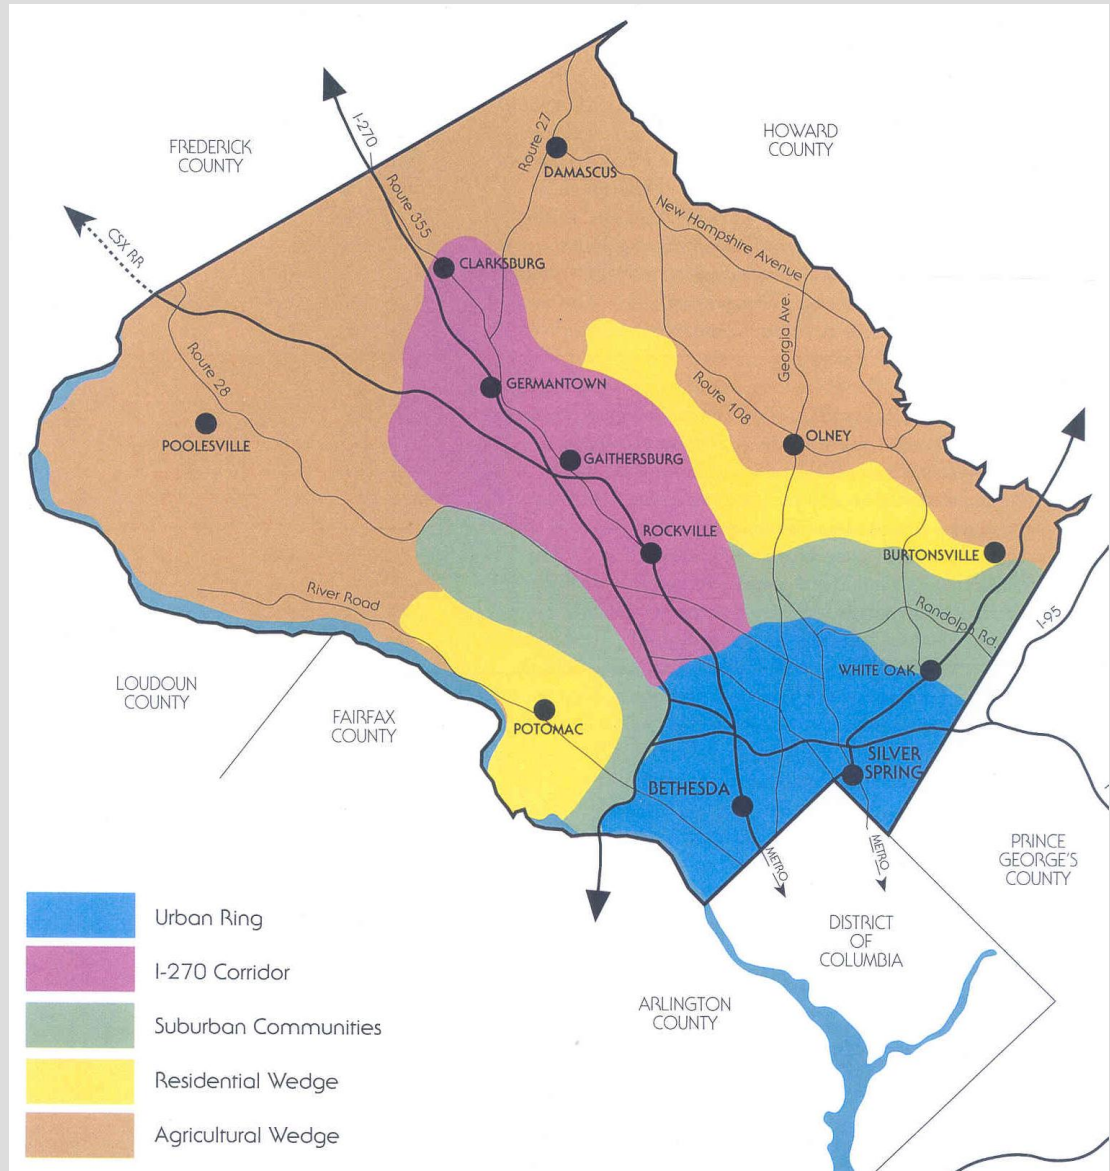 FREDERICK
COUNTY
HOWARD
COUNTY
I-270
Route 27
DAMASCUS
Route 355
New Hampshire Avenue
CSX RR
CLARKSBURG
Georgia Ave.
Route 28
GERMANTOWN
Route 108
POOLESVILLE
OLNEY
GAITHERSBURG
ROCKVILLE
BURTONSVILLE
River Road
Randolph Rd.
I-95
WHITE OAK
LOUDOUN
COUNTY
FAIRFAX
COUNTY
POTOMAC
SILVER
SPRING
BETHESDA
METRO
METRO
PRINCE
GEORGE'S
COUNTY
DISTRICT
OF
COLUMBIA
ARLINGTON
COUNTY
Urban Ring
I-270 Corridor
Suburban Communities
Residential Wedge
Agricultural Wedge